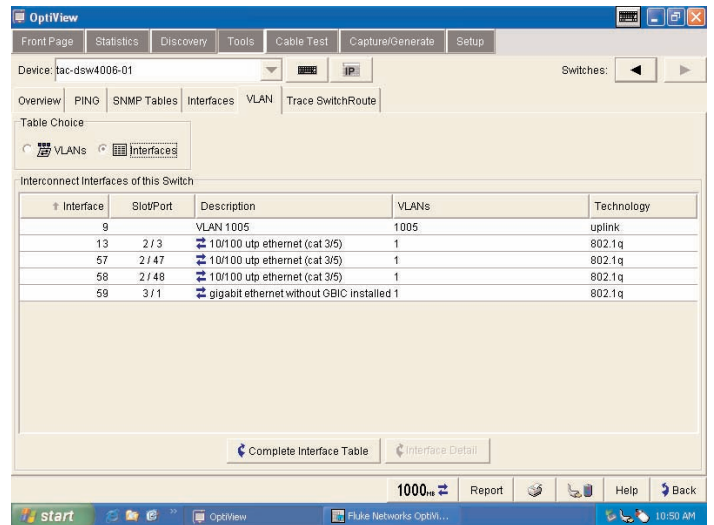 OptiView
Front Page Statistics Discovery Tools Cable Test Capture/Generate Setup
Device: tac-dsw4006-01 IP Switches:
Overview PING SNMP Tables Interfaces VLAN Trace SwitchRoute
Table Choice
VLANs Interfaces
Interconnect Interfaces of this Switch
Interface Slot/Port Description VLANs Technology
9 VLAN 1005 1005 uplink
13 2 / 3 10/100 utp ethernet (cat 3/5) 1 802.1q
57 2 / 47 10/100 utp ethernet (cat 3/5) 1 802.1q
58 2 / 48 10/100 utp ethernet (cat 3/5) 1 802.1q
59 3 / 1 gigabit ethernet without GBIC installed 1 802.1q
Complete Interface Table Interface Detail
1000 MB Report Help Back
start OptiView Fluke Networks OptiVi... 10:50 AM